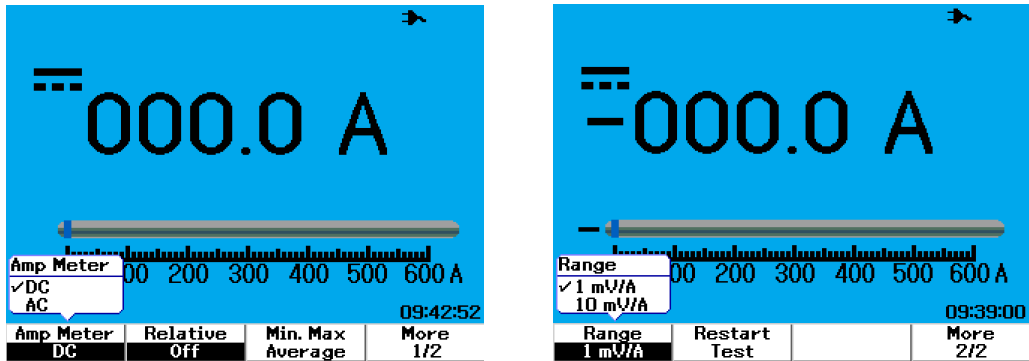 000.0 A
00 200 300 400 500 600 A
Amp Meter
✓DC
AC
09:42:52
Amp Meter Relative Min. Max More
DC Off Average 1/2
-000.0 A
00 200 300 400 500 600 A
Range
✓1 mV/A
10 mV/A
09:39:00
Range Restart More
1 mV/A Test 2/2